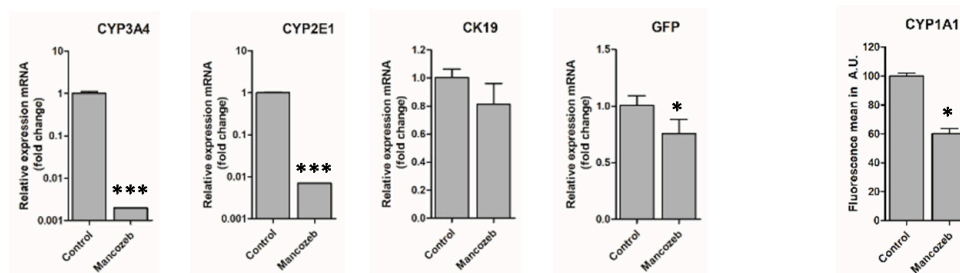 CYP3A4
Relative expression mRNA
(fold change)
10
1
0.1
0.01
0.001
***
Control
Mancozeb
CYP2E1
Relative expression mRNA
(fold change)
10
1
0.1
0.01
0.001
***
Control
Mancozeb
CK19
Relative expression mRNA
(fold change)
1.2
1.0
0.8
0.6
0.4
0.2
0.0
Control
Mancozeb
GFP
Relative expression mRNA
(fold change)
1.5
1.0
0.5
0.0
*
Control
Mancozeb
CYP1A1
Fluorescence mean in A.U.
120
100
80
60
40
20
0
*
Control
Mancozeb